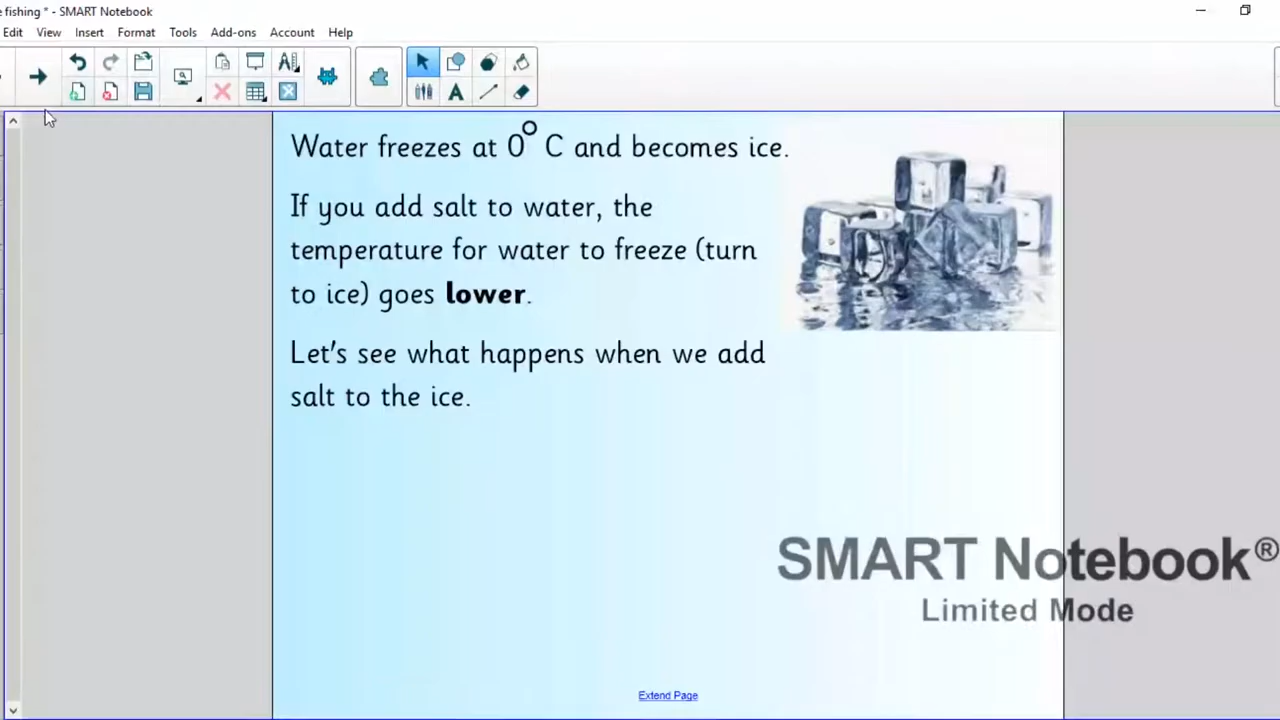 e fishing * - SMART Notebook
Edit View Insert Format Tools Add-ons Account Help
Water freezes at 0° C and becomes ice.
If you add salt to water, the
temperature for water to freeze (turn
to ice) goes lower.
Let's see what happens when we add
salt to the ice.
SMART Notebook®
Limited Mode
Extend Page